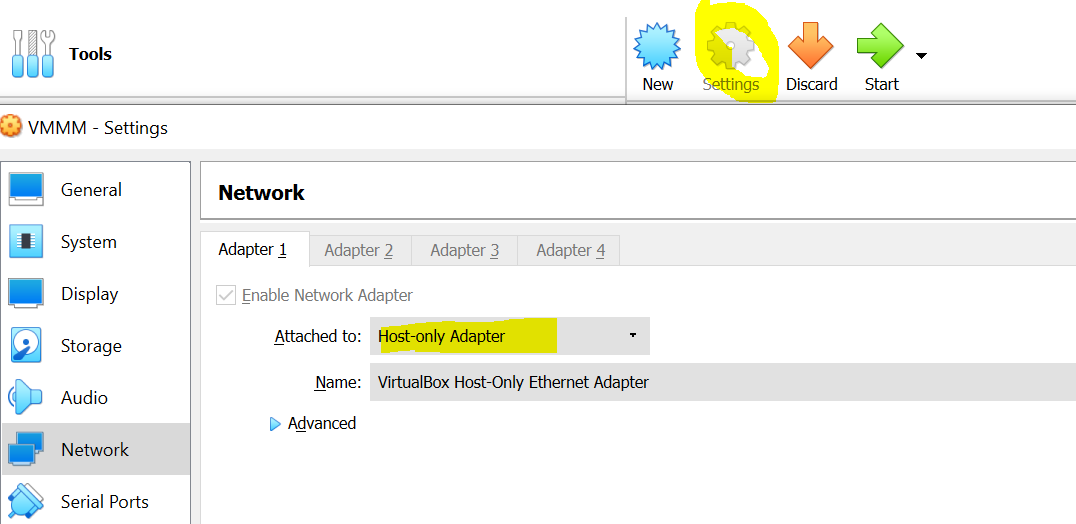 Tools
New Settings Discard Start
VMMM - Settings
General
System
Display
Storage
Audio
Network
Serial Ports
Network
Adapter 1 Adapter 2 Adapter 3 Adapter 4
Enable Network Adapter
Attached to: Host-only Adapter
Name: VirtualBox Host-Only Ethernet Adapter
Advanced